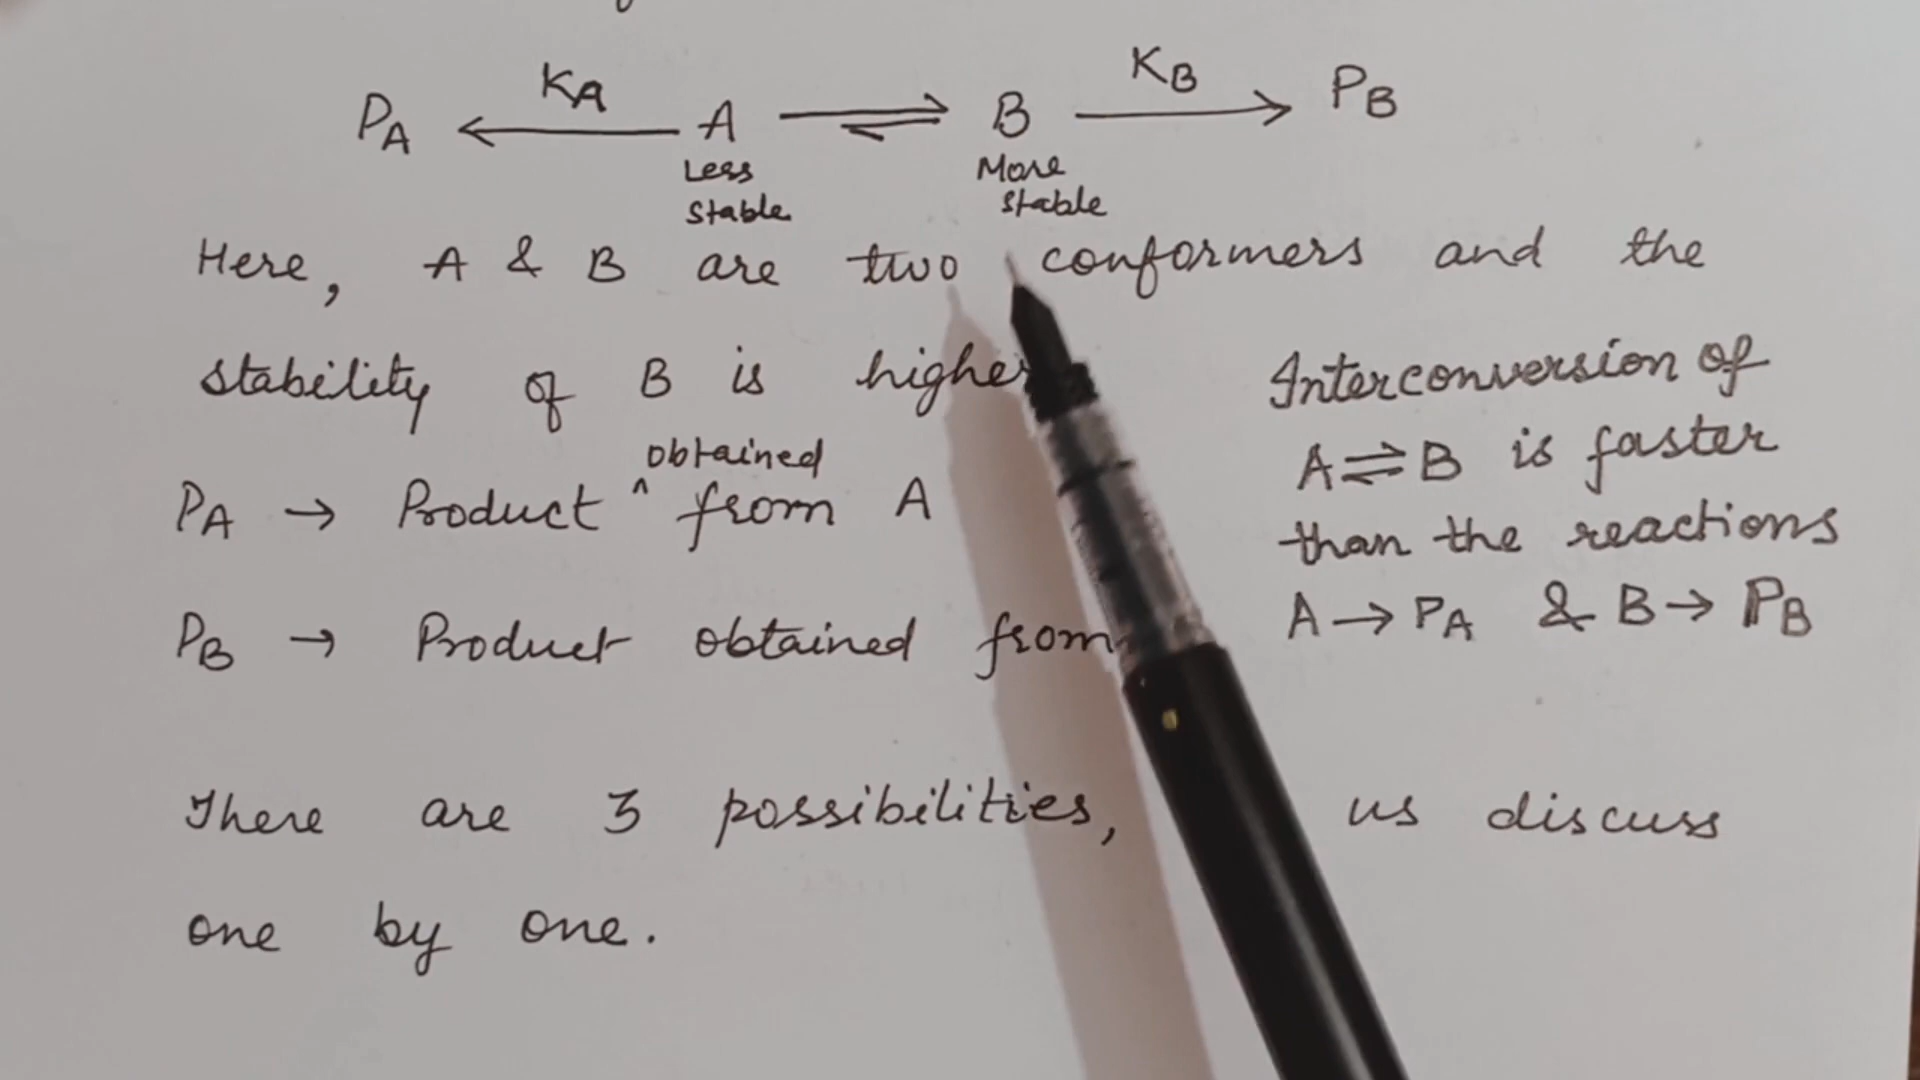 PA ← KA A ⇌ B KB → PB
Less Stable More stable
Here, A & B are two conformers and the
stability of B is higher
PA → Product ^ obtained from A
PB → Product obtained from
Interconversion of
A ⇌ B is faster
than the reactions
A → PA & B → PB
There are 3 possibilities, us discuss
one by one.